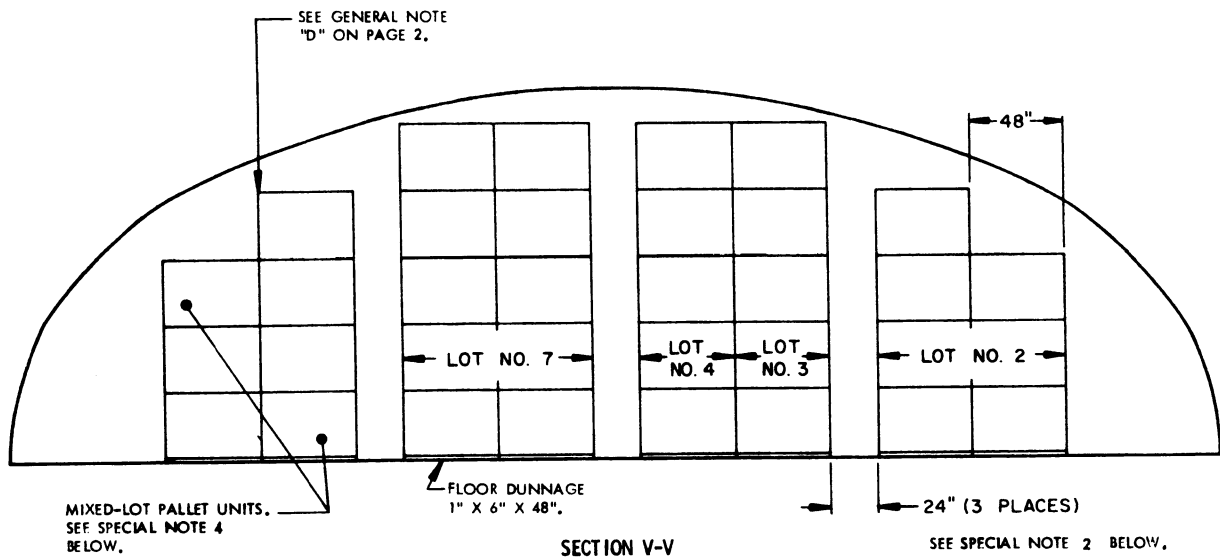 SEE GENERAL NOTE
"D" ON PAGE 2.
48"
LOT NO. 7
LOT
NO. 4
LOT
NO. 3
LOT NO. 2
MIXED-LOT PALLET UNITS.
SEE SPECIAL NOTE 4
BELOW.
FLOOR DUNNAGE
1" X 6" X 48".
24" (3 PLACES)
SECTION V-V
SEE SPECIAL NOTE 2 BELOW.